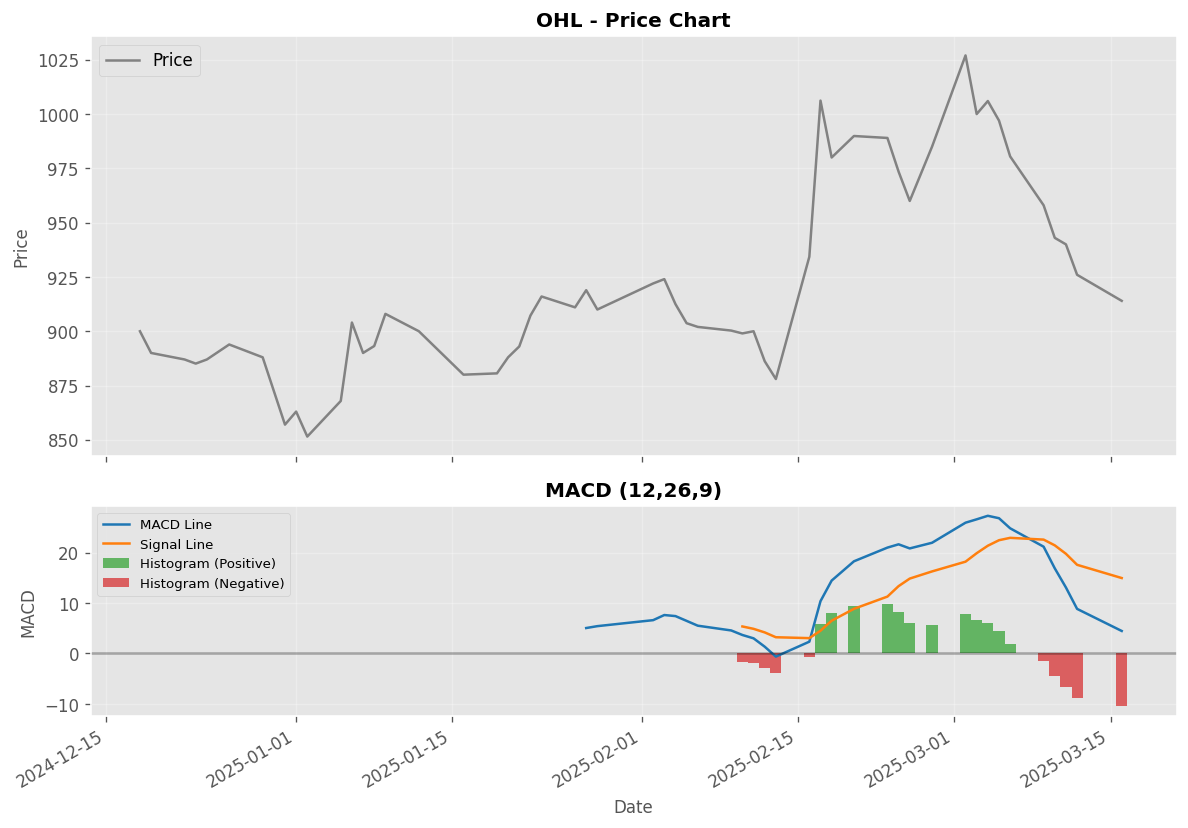 OHL - Price Chart
Price
1025
1000
975
950
925
900
875
850
Price
MACD (12,26,9)
MACD Line
Signal Line
Histogram (Positive)
Histogram (Negative)
20
10
0
−10
MACD
2024-12-15
2025-01-01
2025-01-15
2025-02-01
2025-02-15
2025-03-01
2025-03-15
Date